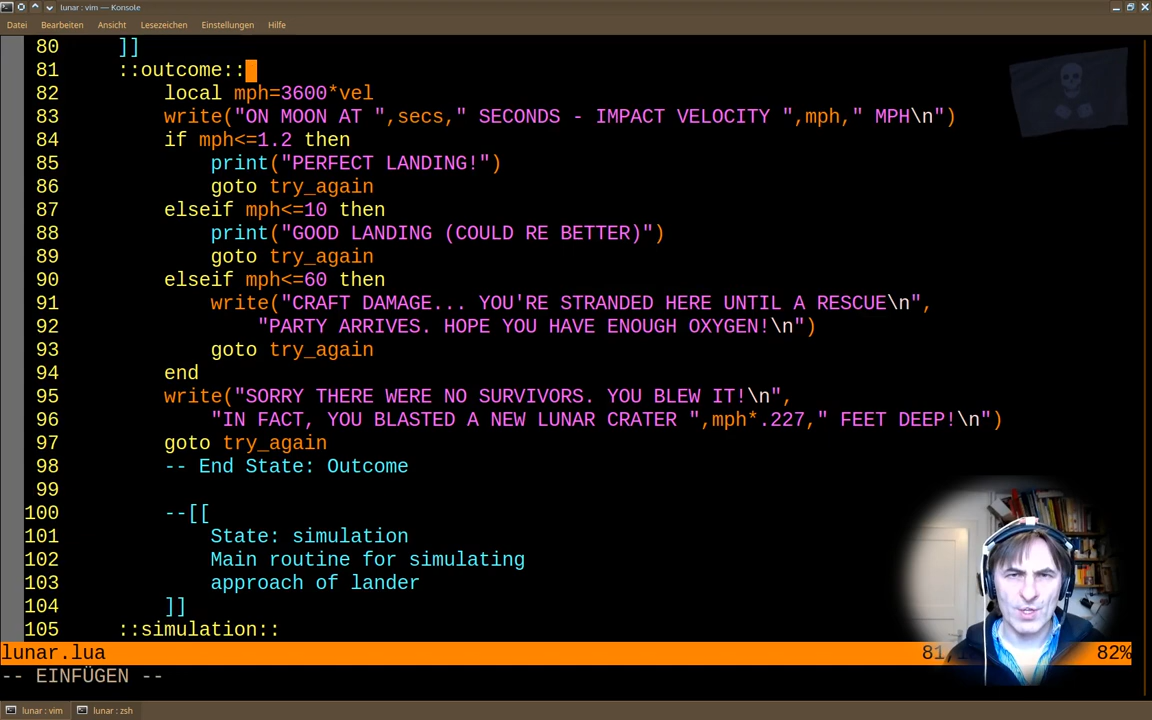 lunar : vim — Konsole
Datei Bearbeiten Ansicht Lesezeichen Einstellungen Hilfe
80 ]]
81 ::outcome::
82 local mph=3600*vel
83 write("ON MOON AT ",secs," SECONDS - IMPACT VELOCITY ",mph," MPH\n")
84 if mph<=1.2 then
85 print("PERFECT LANDING!")
86 goto try_again
87 elseif mph<=10 then
88 print("GOOD LANDING (COULD RE BETTER)")
89 goto try_again
90 elseif mph<=60 then
91 write("CRAFT DAMAGE... YOU'RE STRANDED HERE UNTIL A RESCUE\n",
92 "PARTY ARRIVES. HOPE YOU HAVE ENOUGH OXYGEN!\n")
93 goto try_again
94 end
95 write("SORRY THERE WERE NO SURVIVORS. YOU BLEW IT!\n",
96 "IN FACT, YOU BLASTED A NEW LUNAR CRATER ",mph*.227," FEET DEEP!\n")
97 goto try_again
98 -- End State: Outcome
99
100 --[[
101 State: simulation
102 Main routine for simulating
103 approach of lander
104 ]]
105 ::simulation::
lunar.lua 82%
-- EINFÜGEN --
lunar : vim lunar : zsh